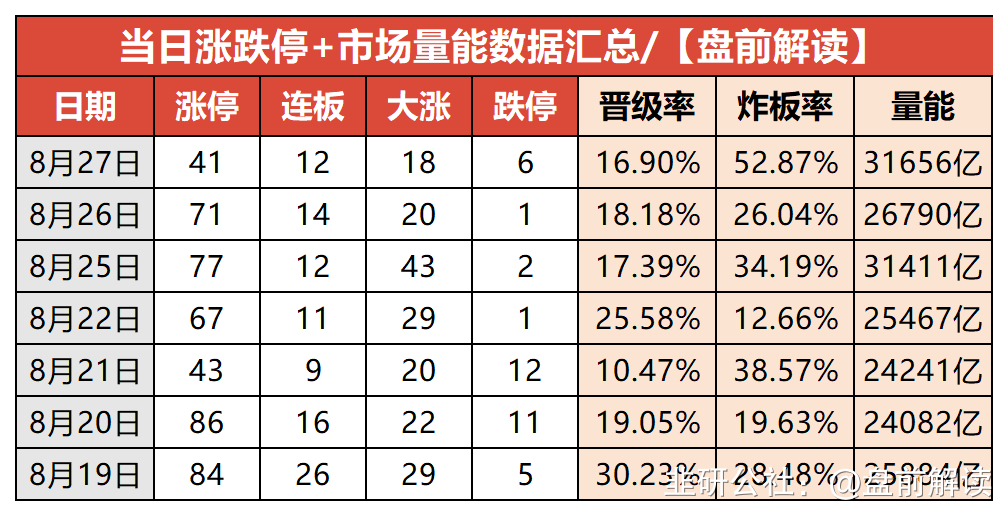 当日涨跌停+市场量能数据汇总/【盘前解读】
日期 涨停 连板 大涨 跌停 晋级率 炸板率 量能
8月27日 41 12 18 6 16.90% 52.87% 31656亿
8月26日 71 14 20 1 18.18% 26.04% 26790亿
8月25日 77 12 43 2 17.39% 34.19% 31411亿
8月22日 67 11 29 1 25.58% 12.66% 25467亿
8月21日 43 9 20 12 10.47% 38.57% 24241亿
8月20日 86 16 22 11 19.05% 19.63% 24082亿
8月19日 84 26 29 5 30.23% 28.48% 25884亿
韭研公社：@盘前解读